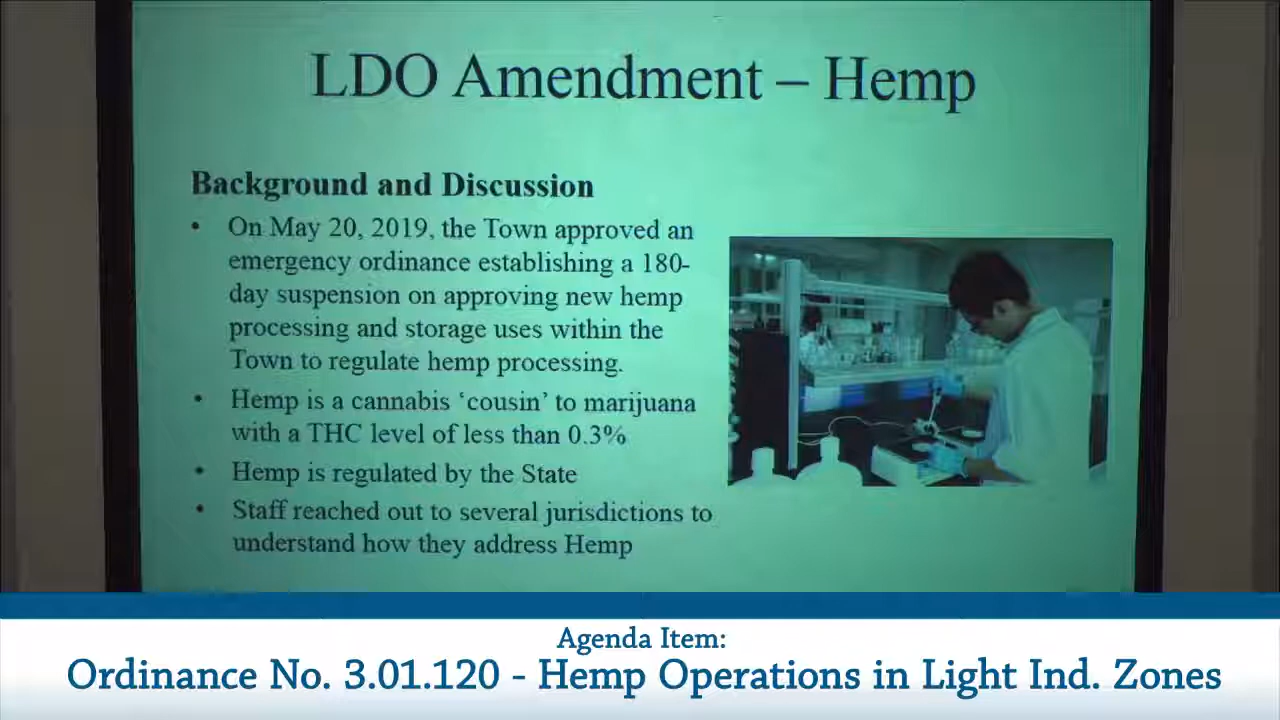 LDO Amendment – Hemp
Background and Discussion
• On May 20, 2019, the Town approved an
emergency ordinance establishing a 180-
day suspension on approving new hemp
processing and storage uses within the
Town to regulate hemp processing.
• Hemp is a cannabis ‘cousin’ to marijuana
with a THC level of less than 0.3%
• Hemp is regulated by the State
• Staff reached out to several jurisdictions to
understand how they address Hemp
Agenda Item:
Ordinance No. 3.01.120 - Hemp Operations in Light Ind. Zones